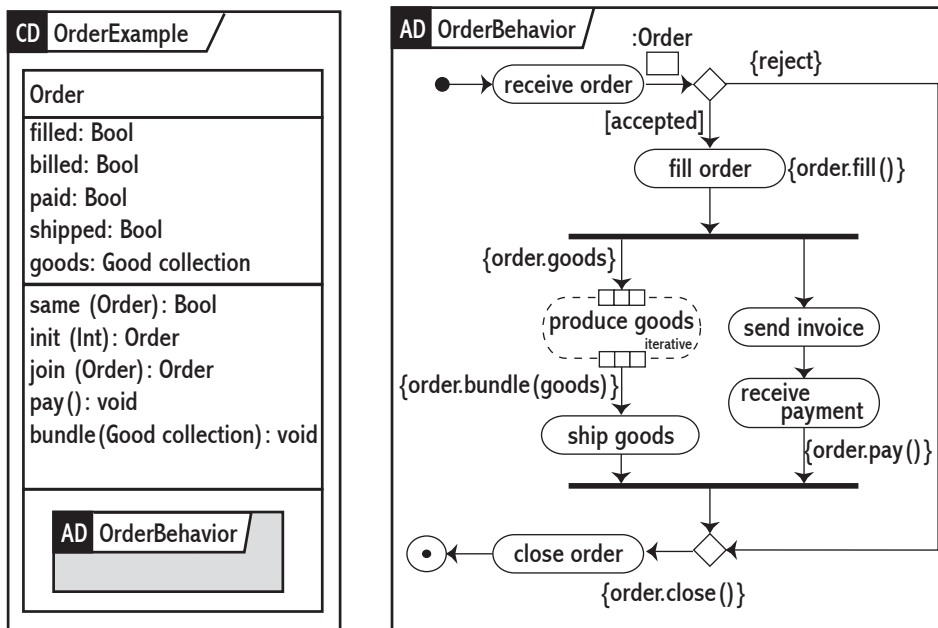 CD OrderExample
Order
filled: Bool
billed: Bool
paid: Bool
shipped: Bool
goods: Good collection
same (Order): Bool
init (Int): Order
join (Order): Order
pay(): void
bundle(Good collection): void
AD OrderBehavior
AD OrderBehavior
:Order
{reject}
receive order
[accepted]
fill order
{order.fill()}
{order.goods}
produce goods
iterative
send invoice
{order.bundle(goods)}
receive
payment
ship goods
{order.pay()}
close order
{order.close()}